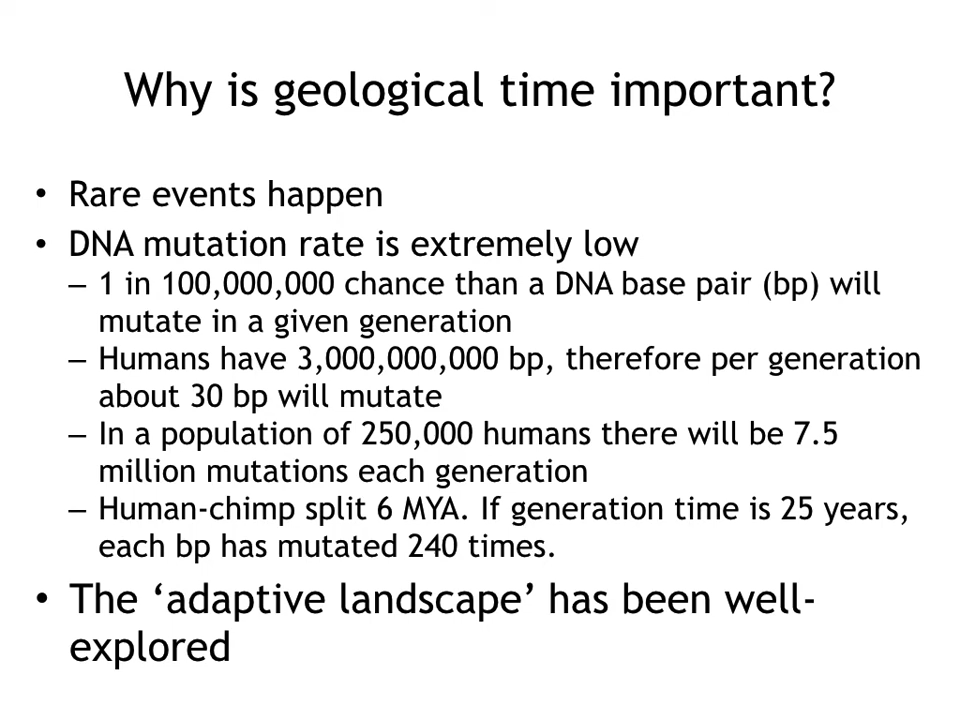 Why is geological time important?
• Rare events happen
• DNA mutation rate is extremely low
– 1 in 100,000,000 chance than a DNA base pair (bp) will
mutate in a given generation
– Humans have 3,000,000,000 bp, therefore per generation
about 30 bp will mutate
– In a population of 250,000 humans there will be 7.5
million mutations each generation
– Human-chimp split 6 MYA. If generation time is 25 years,
each bp has mutated 240 times.
• The ‘adaptive landscape’ has been well-
explored